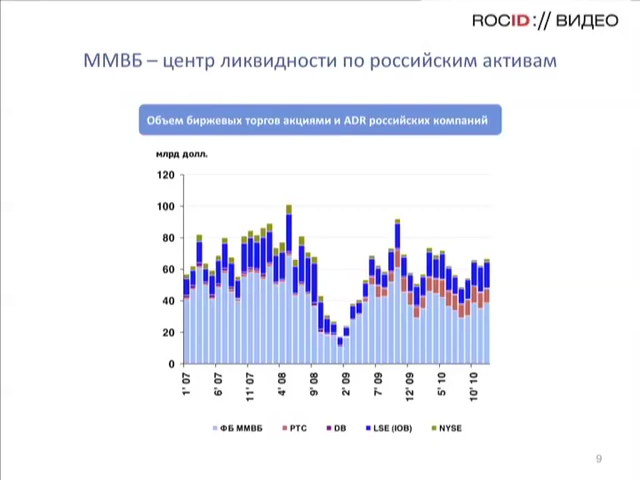 ROCID:// ВИДЕО
ММВБ – центр ликвидности по российским активам
Объем биржевых торгов акциями и ADR российских компаний
млрд долл.
120
100
80
60
40
20
0
1' 07
6' 07
11' 07
4' 08
9' 08
2' 09
7' 09
12' 09
5' 10
10' 10
ФБ ММВБ
РТС
DB
LSE (IOB)
NYSE
9